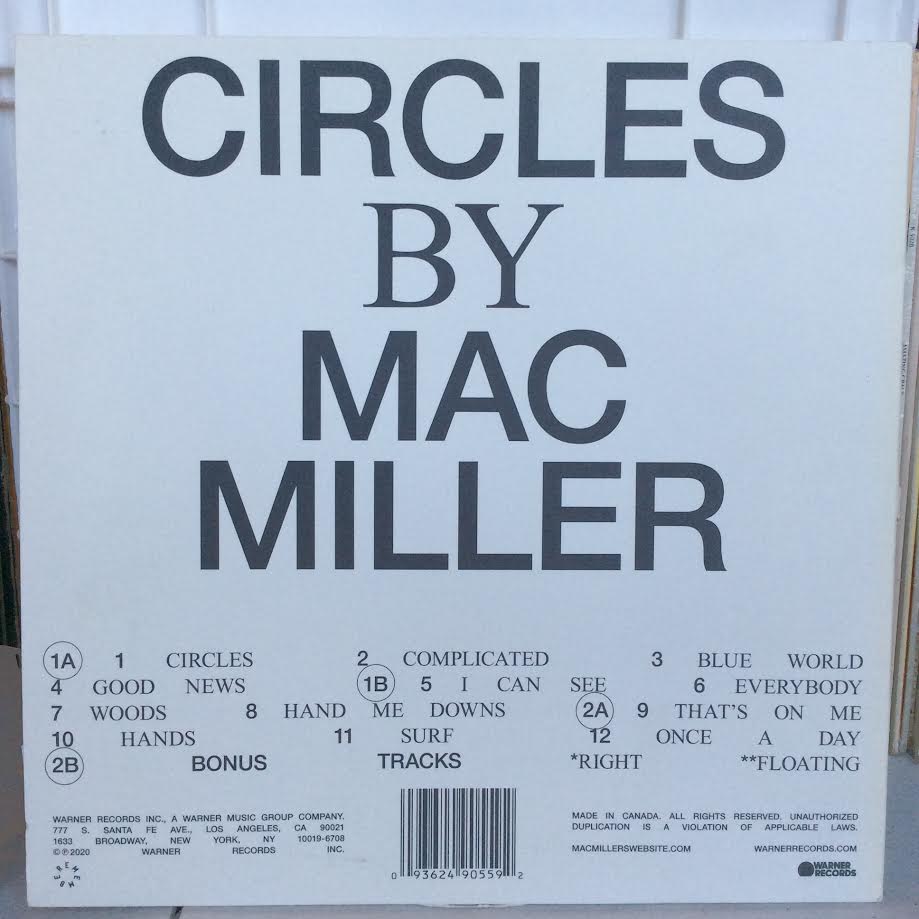 CIRCLES
BY
MAC
MILLER
1A 1 CIRCLES 2 COMPLICATED 3 BLUE WORLD
4 GOOD NEWS 1B 5 I CAN SEE 6 EVERYBODY
7 WOODS 8 HAND ME DOWNS 2A 9 THAT'S ON ME
10 HANDS 11 SURF 12 ONCE A DAY
2B BONUS TRACKS *RIGHT **FLOATING
WARNER RECORDS INC., A WARNER MUSIC GROUP COMPANY.
777 S. SANTA FE AVE., LOS ANGELES, CA 90021
1633 BROADWAY, NEW YORK, NY 10019-6708
©℗2020 WARNER RECORDS INC.
0 93624 90559 2
MADE IN CANADA. ALL RIGHTS RESERVED. UNAUTHORIZED
DUPLICATION IS A VIOLATION OF APPLICABLE LAWS.
MACMILLERSWEBSITE.COM WARNERRECORDS.COM
WARNER
RECORDS